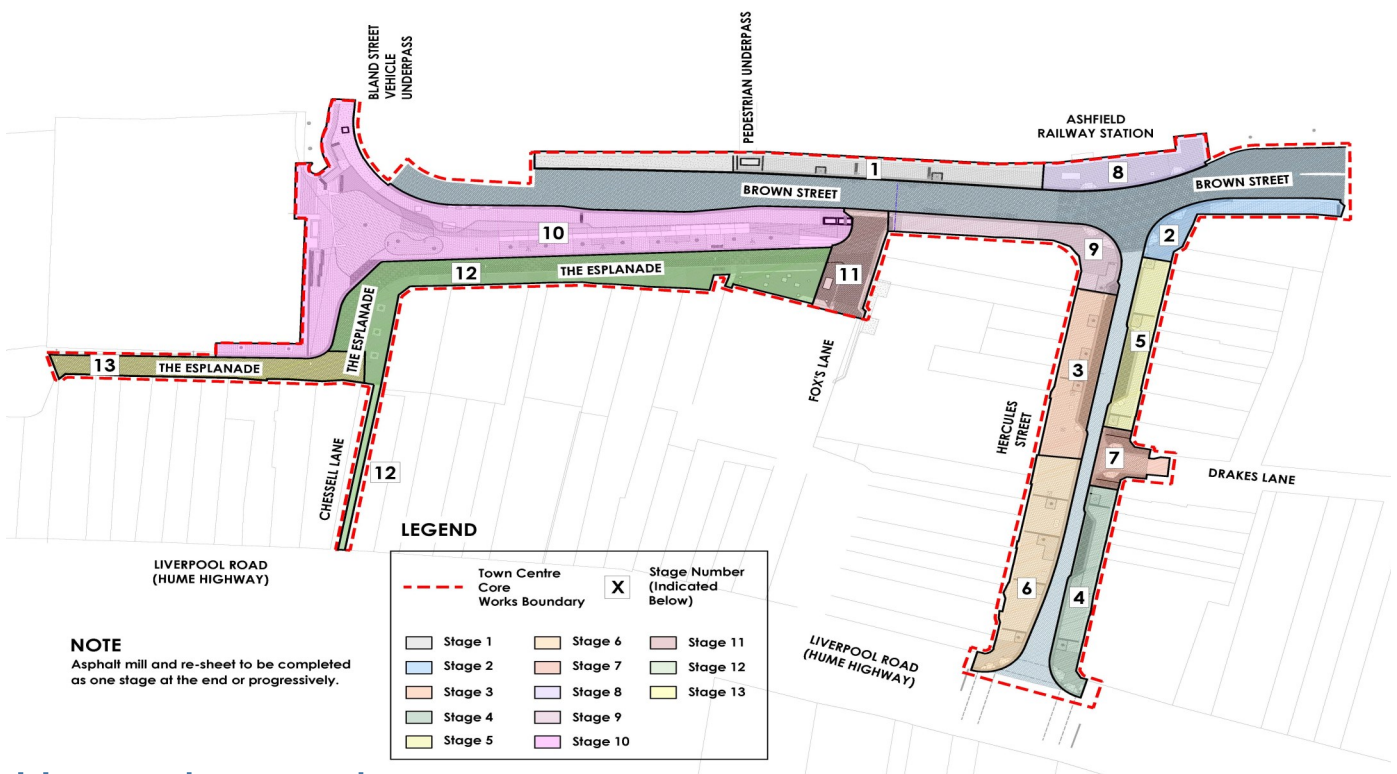 BLAND STREET
VEHICLE
UNDERPASS
PEDESTRIAN UNDERPASS
ASHFIELD
RAILWAY STATION
1
8
BROWN STREET
BROWN STREET
2
10
9
12
THE ESPLANADE
11
THE ESPLANADE
5
13
THE ESPLANADE
3
FOX'S LANE
HERCULES
STREET
7
DRAKES LANE
CHESSELL LANE
12
6
4
LIVERPOOL ROAD
(HUME HIGHWAY)
LIVERPOOL ROAD
(HUME HIGHWAY)
LEGEND
Town Centre
Core
Works Boundary
X
Stage Number
(Indicated
Below)
Stage 1
Stage 2
Stage 3
Stage 4
Stage 5
Stage 6
Stage 7
Stage 8
Stage 9
Stage 10
Stage 11
Stage 12
Stage 13
NOTE
Asphalt mill and re-sheet to be completed
as one stage at the end or progressively.